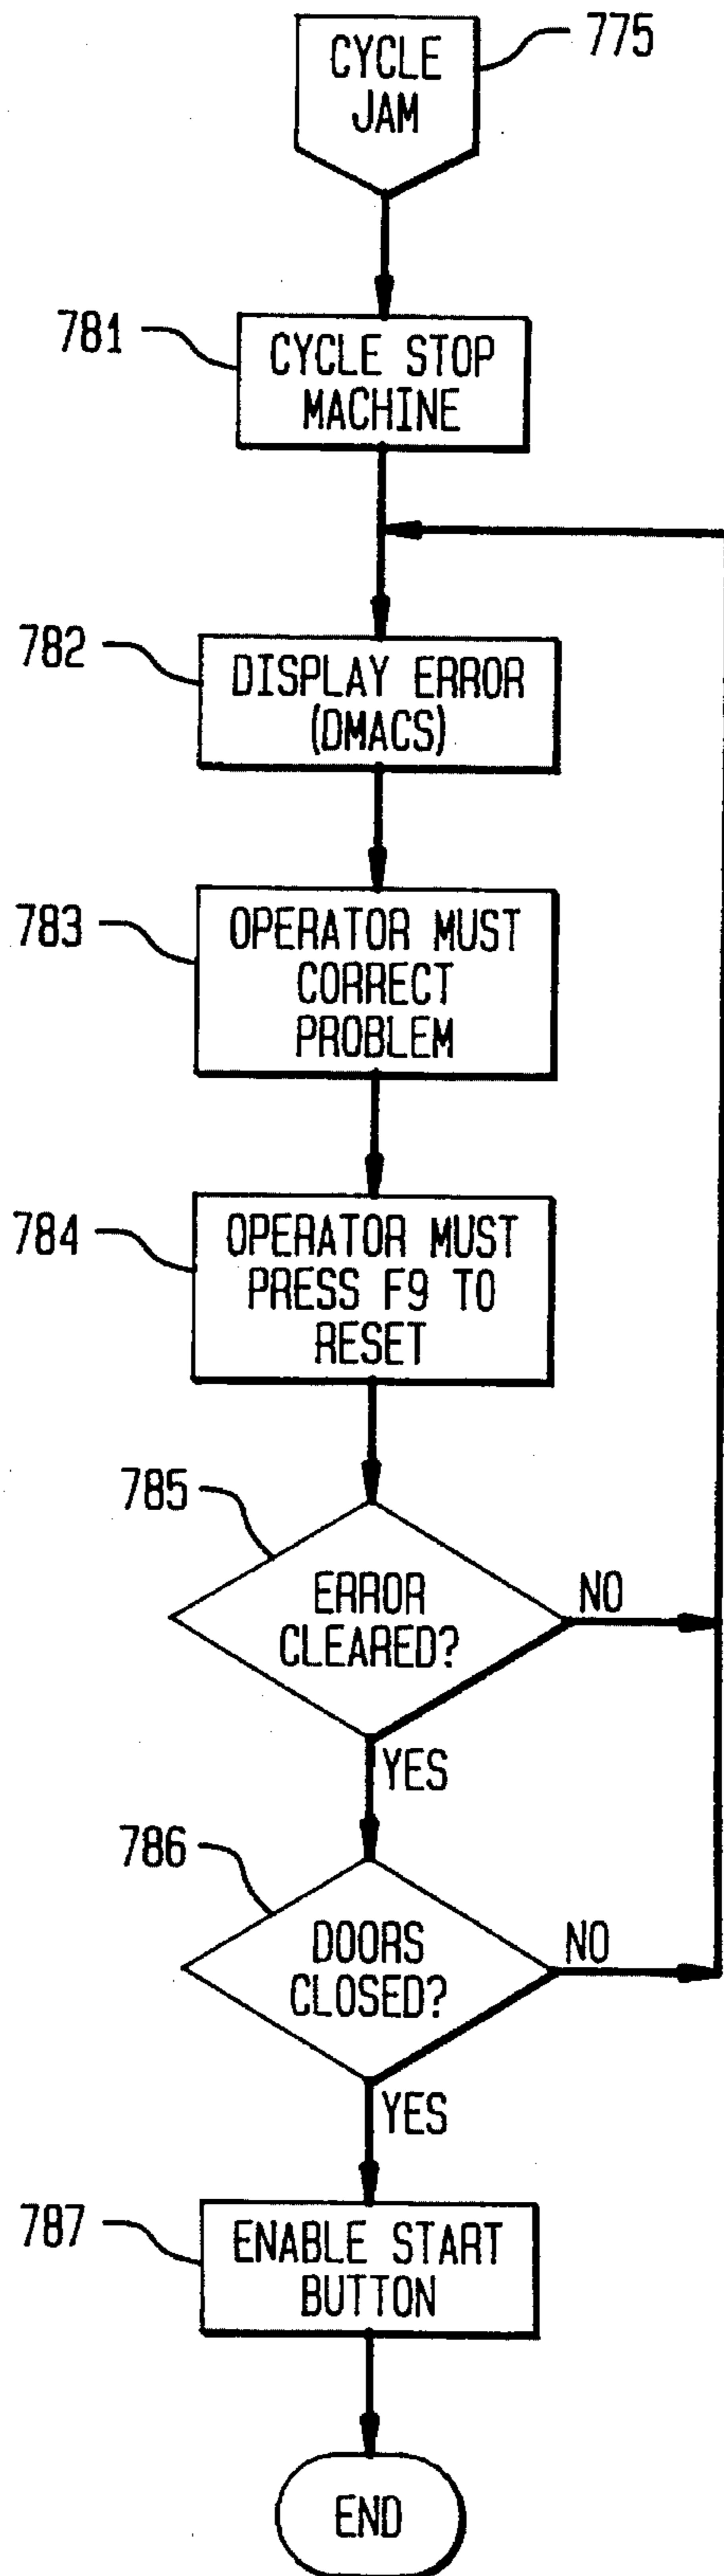 CYCLE
JAM
775
781
CYCLE STOP
MACHINE
782
DISPLAY ERROR
(DMACS)
783
OPERATOR MUST
CORRECT
PROBLEM
784
OPERATOR MUST
PRESS F9 TO
RESET
785
ERROR
CLEARED?
NO
YES
786
DOORS
CLOSED?
NO
YES
787
ENABLE START
BUTTON
END